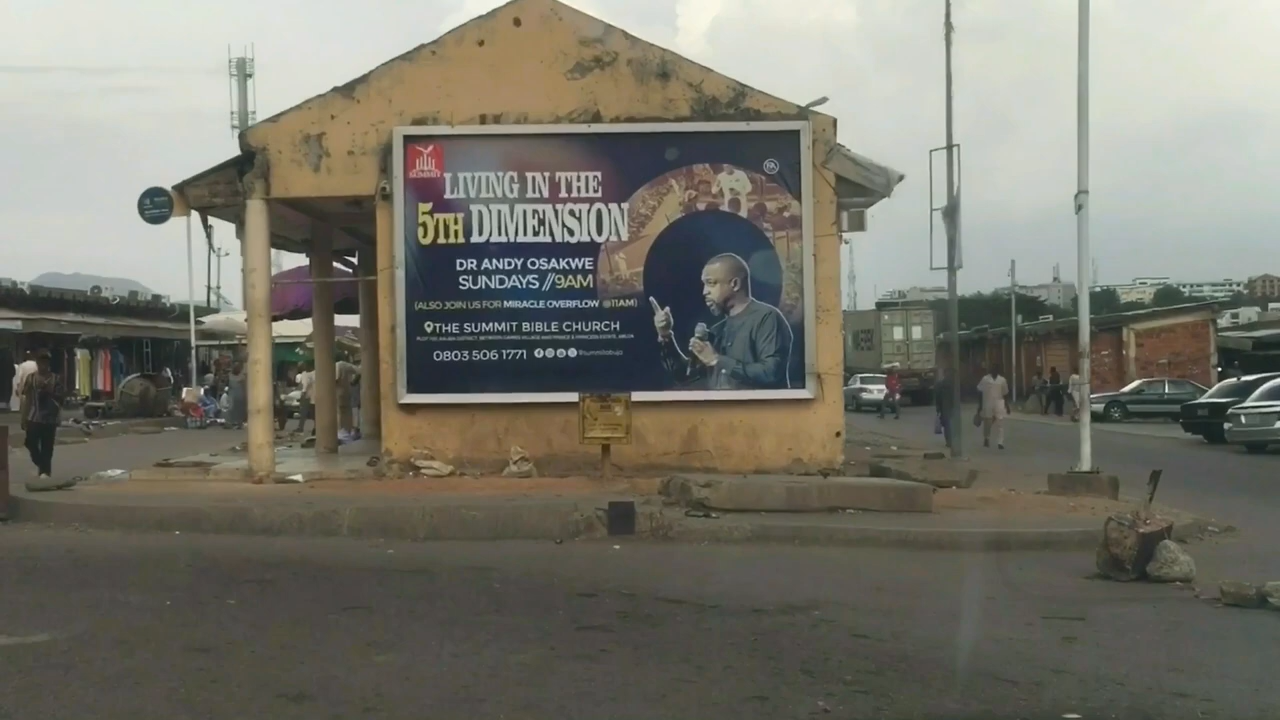 SUMMIT
LIVING IN THE
5TH DIMENSION
DR ANDY OSAKWE
SUNDAYS //9AM
(ALSO JOIN US FOR MIRACLE OVERFLOW @11AM)
THE SUMMIT BIBLE CHURCH
0803 506 1771